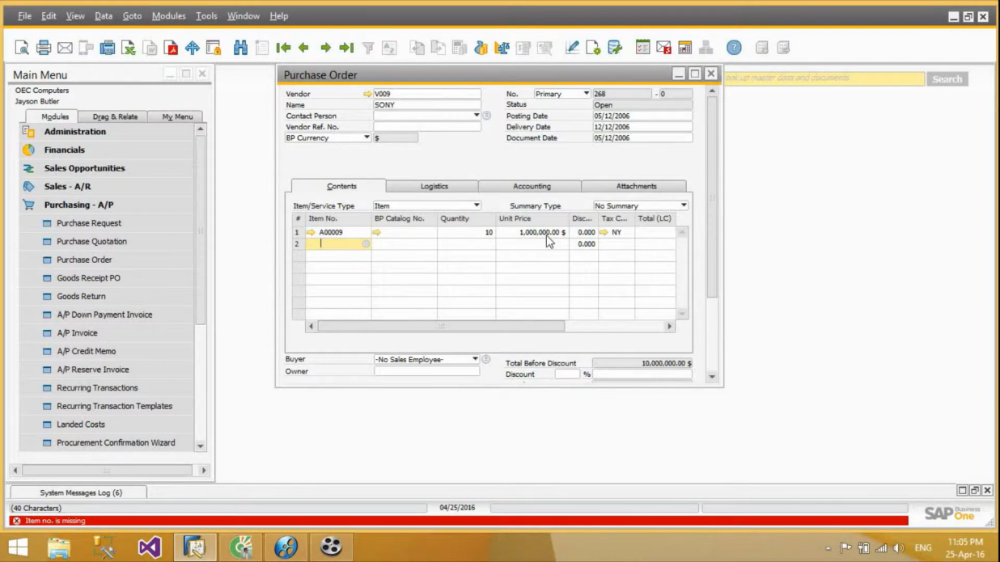 File Edit View Data Goto Modules Tools Window Help
Main Menu
OEC Computers
Jayson Butler
Modules Drag & Relate My Menu
Administration
Financials
Sales Opportunities
Sales - A/R
Purchasing - A/P
Purchase Request
Purchase Quotation
Purchase Order
Goods Receipt PO
Goods Return
A/P Down Payment Invoice
A/P Invoice
A/P Credit Memo
A/P Reserve Invoice
Recurring Transactions
Recurring Transaction Templates
Landed Costs
Procurement Confirmation Wizard
ook up master data and documents Search
Purchase Order
Vendor V009 No. Primary 268 - 0
Name SONY Status Open
Contact Person Posting Date 05/12/2006
Vendor Ref. No. Delivery Date 12/12/2006
BP Currency $ Document Date 05/12/2006
Contents Logistics Accounting Attachments
Item/Service Type Item Summary Type No Summary
# Item No. BP Catalog No. Quantity Unit Price Disc... Tax C... Total (LC)
1 A00009 10 1,000,000.00 $ 0.000 NY
2 0.000
Buyer -No Sales Employee- Total Before Discount 10,000,000.00 $
Owner Discount %
System Messages Log (6)
(40 Characters) 04/25/2016
Item no. is missing
SAP Business One
ENG 11:05 PM
25-Apr-16